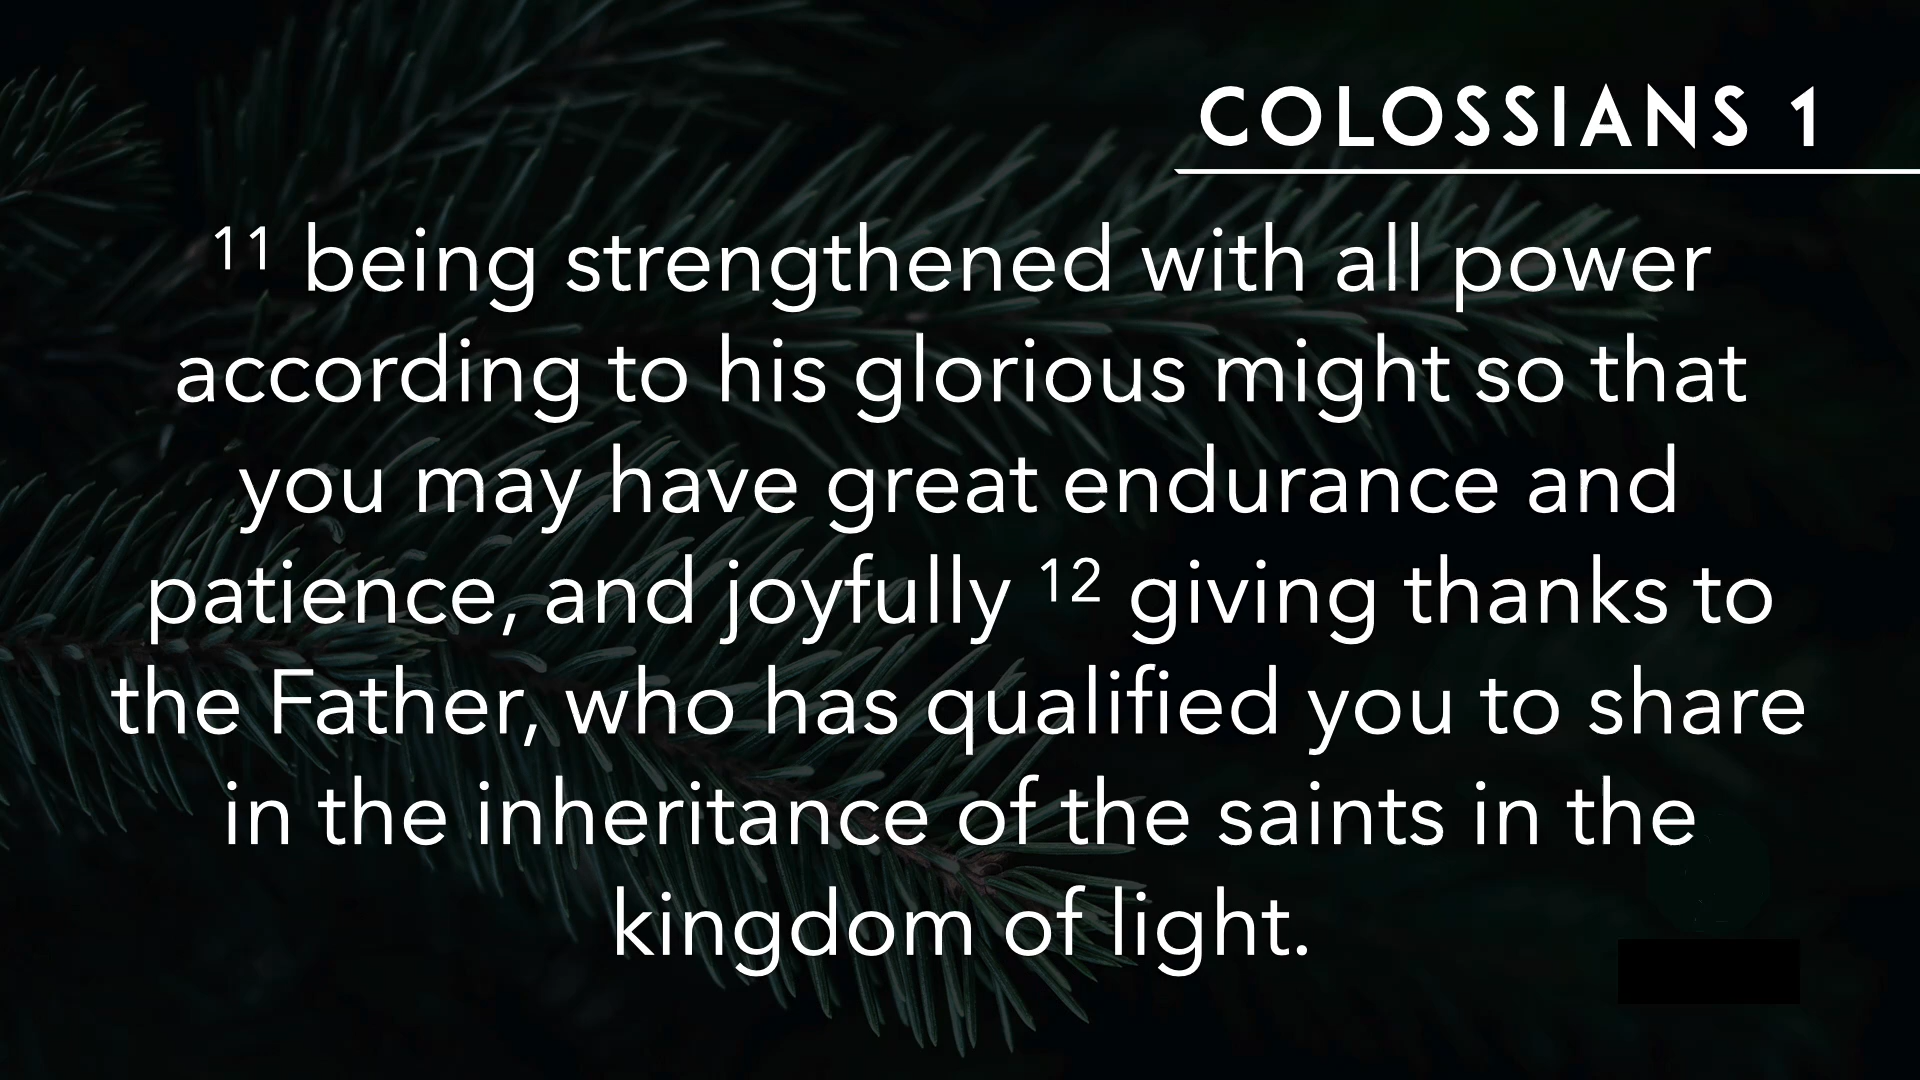 COLOSSIANS 1
11 being strengthened with all power
according to his glorious might so that
you may have great endurance and
patience, and joyfully 12 giving thanks to
the Father, who has qualified you to share
in the inheritance of the saints in the
kingdom of light.